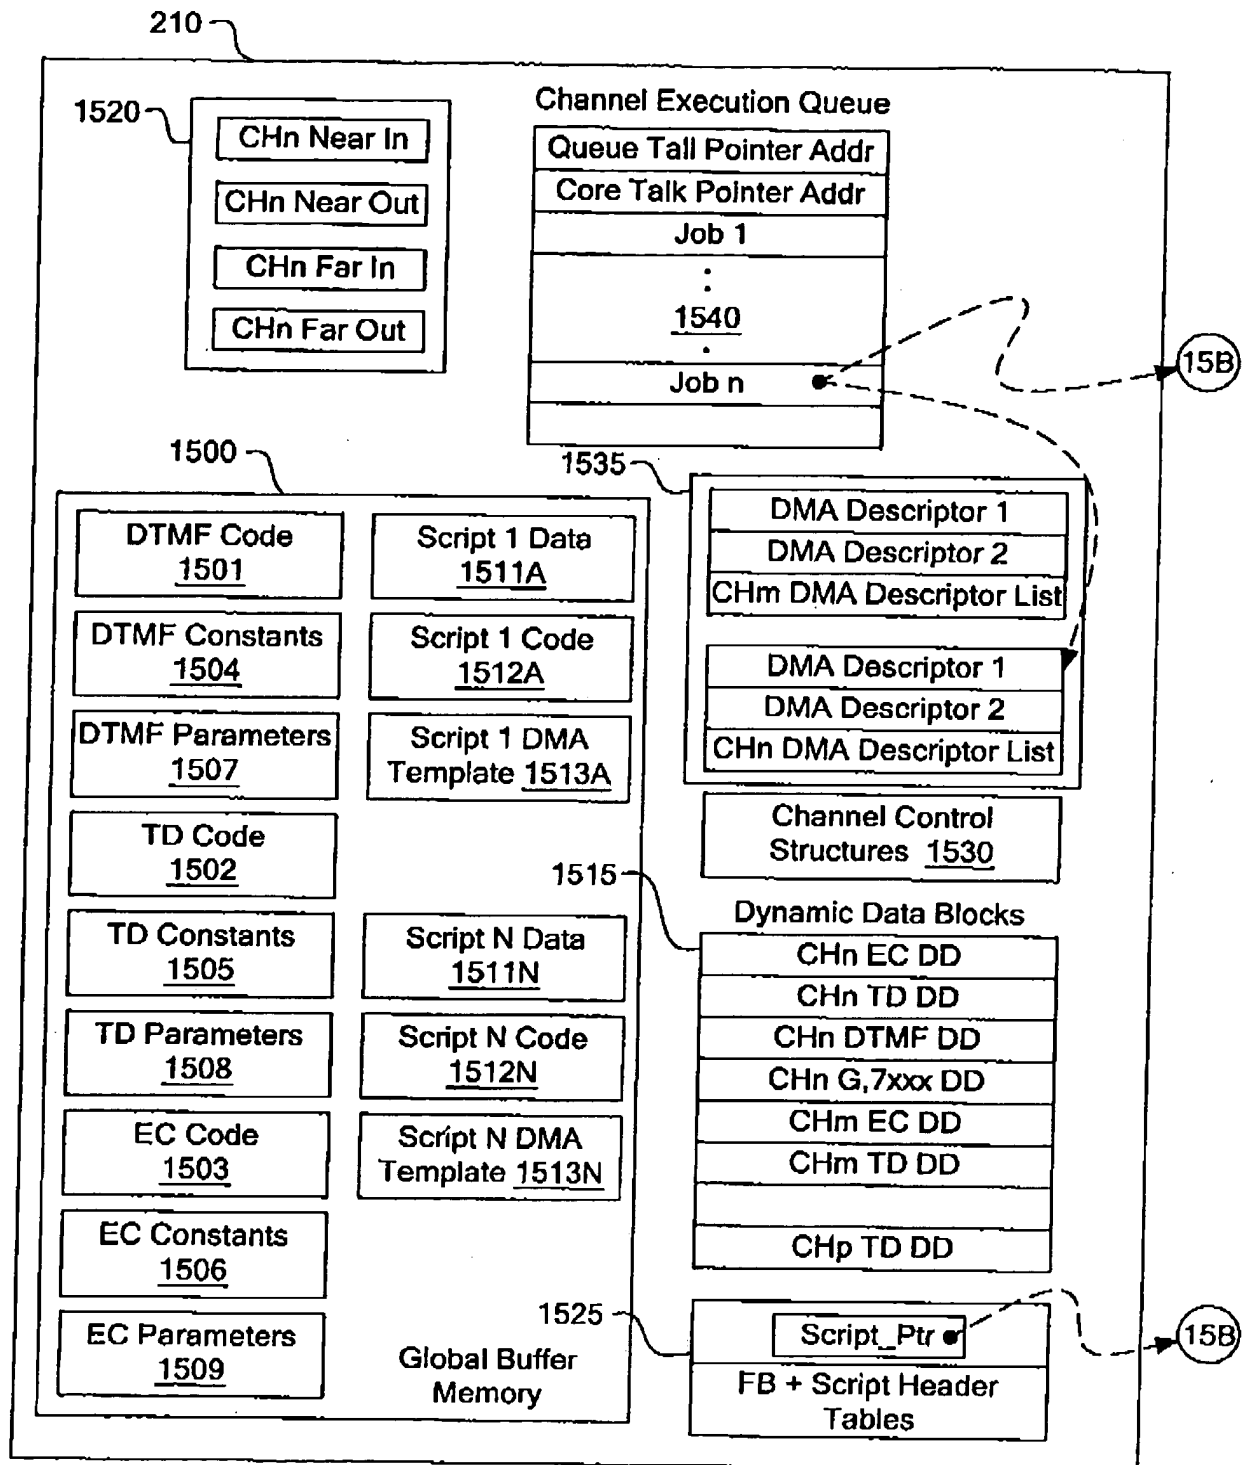 210
1520
CHn Near In
CHn Near Out
CHn Far In
CHn Far Out
Channel Execution Queue
Queue Tall Pointer Addr
Core Talk Pointer Addr
Job 1
1540
Job n
15B
1500
DTMF Code
1501
DTMF Constants
1504
DTMF Parameters
1507
TD Code
1502
TD Constants
1505
TD Parameters
1508
EC Code
1503
EC Constants
1506
EC Parameters
1509
Script 1 Data
1511A
Script 1 Code
1512A
Script 1 DMA
Template 1513A
Script N Data
1511N
Script N Code
1512N
Script N DMA
Template 1513N
Global Buffer
Memory
1535
DMA Descriptor 1
DMA Descriptor 2
CHm DMA Descriptor List
DMA Descriptor 1
DMA Descriptor 2
CHn DMA Descriptor List
Channel Control
Structures 1530
1515
Dynamic Data Blocks
CHn EC DD
CHn TD DD
CHn DTMF DD
CHn G,7xxx DD
CHm EC DD
CHm TD DD
CHp TD DD
1525
Script_Ptr
FB + Script Header
Tables
15B